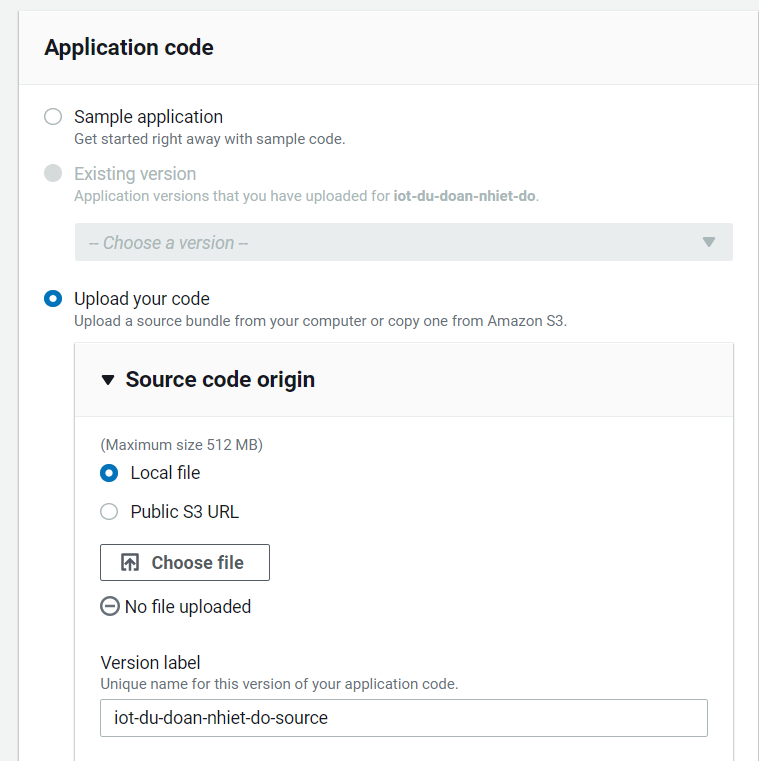 Application code
Sample application
Get started right away with sample code.
Existing version
Application versions that you have uploaded for iot-du-doan-nhiet-do.
-- Choose a version --
Upload your code
Upload a source bundle from your computer or copy one from Amazon S3.
Source code origin
(Maximum size 512 MB)
Local file
Public S3 URL
Choose file
No file uploaded
Version label
Unique name for this version of your application code.
iot-du-doan-nhiet-do-source